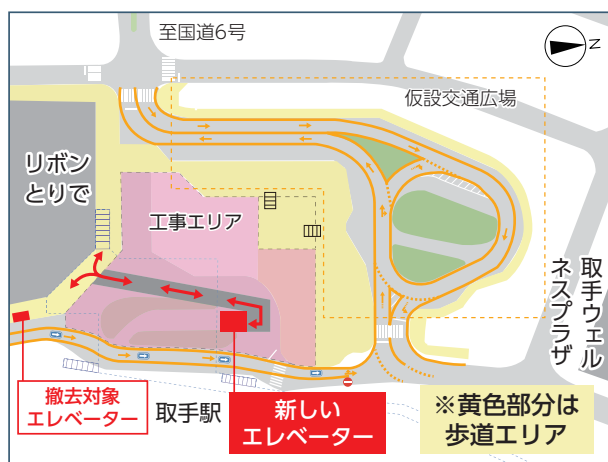 至国道6号
N
仮設交通広場
リボン
とりで
工事エリア
取手ウェル
ネスプラザ
撤去対象
エレベーター
取手駅
新しい
エレベーター
※黄色部分は
歩道エリア